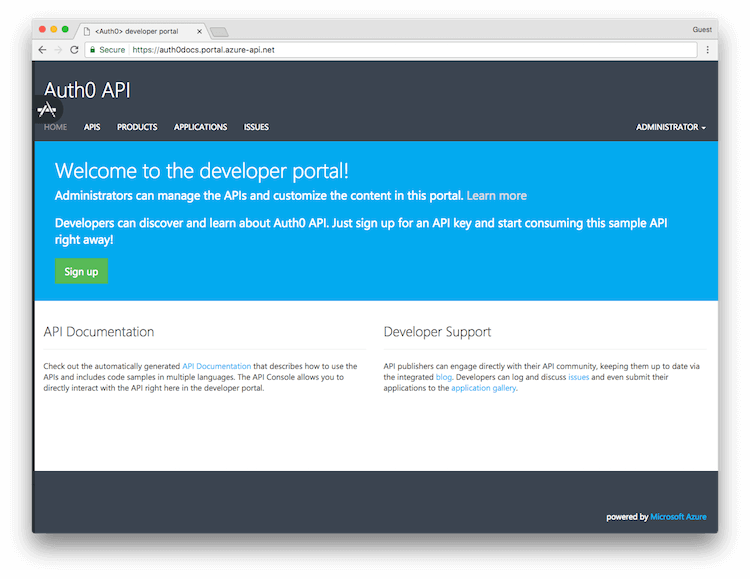 <Auth0> developer portal
Guest
Secure https://auth0docs.portal.azure-api.net
Auth0 API
HOME APIS PRODUCTS APPLICATIONS ISSUES ADMINISTRATOR
Welcome to the developer portal!
Administrators can manage the APIs and customize the content in this portal. Learn more
Developers can discover and learn about Auth0 API. Just sign up for an API key and start consuming this sample API
right away!
Sign up
API Documentation
Check out the automatically generated API Documentation that describes how to use the
APIs and includes code samples in multiple languages. The API Console allows you to
directly interact with the API right here in the developer portal.
Developer Support
API publishers can engage directly with their API community, keeping them up to date via
the integrated blog. Developers can log and discuss issues and even submit their
applications to the application gallery.
powered by Microsoft Azure